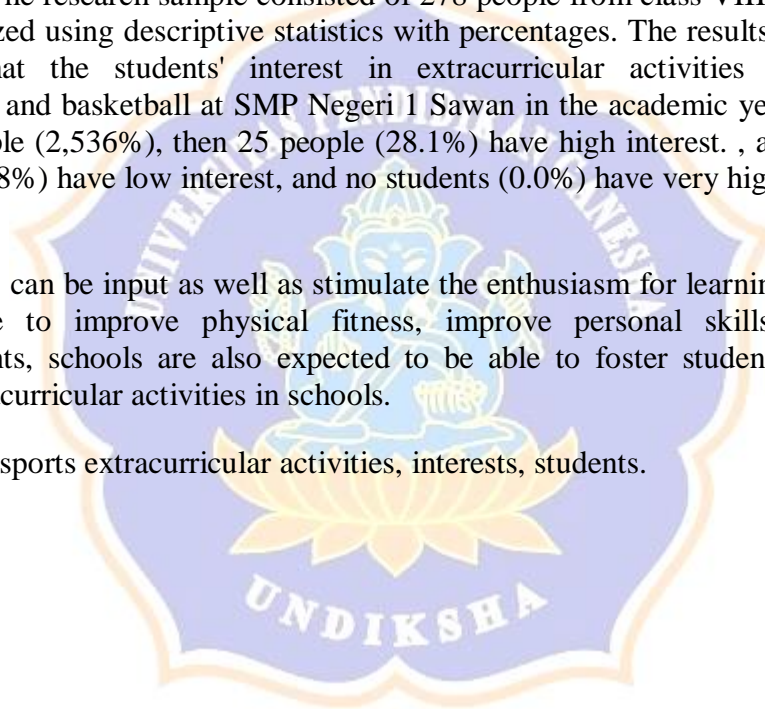 he research sample consisted of 278 people from class VIII
zed using descriptive statistics with percentages. The results
hat the students' interest in extracurricular activities
and basketball at SMP Negeri 1 Sawan in the academic ye
ple (2,536%), then 25 people (28.1%) have high interest. , a
8%) have low interest, and no students (0.0%) have very hig
can be input as well as stimulate the enthusiasm for learnin
e to improve physical fitness, improve personal skills
nts, schools are also expected to be able to foster studen
curricular activities in schools.
sports extracurricular activities, interests, students.
UNIVERSITAS PENDIDIKAN GANESHA
UNDIKSHA